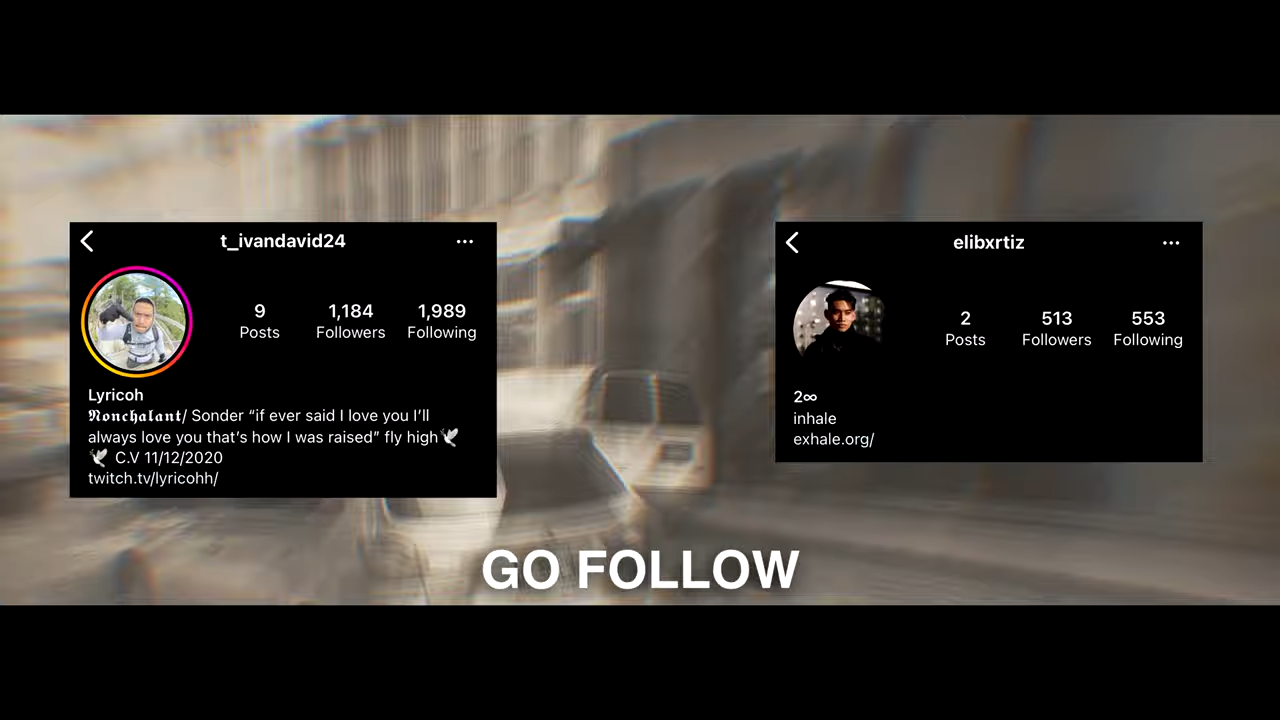 t_ivandavid24
9
1,184
1,989
Posts
Followers
Following
Lyricoh
𝕹𝖔𝖓𝖈𝖍𝖆𝖑𝖆𝖓𝖙/ Sonder “if ever said I love you I’ll
always love you that’s how I was raised” fly high🕊
🕊 C.V 11/12/2020
twitch.tv/lyricohh/
elibxrtiz
2
513
553
Posts
Followers
Following
2∞
inhale
exhale.org/
GO FOLLOW